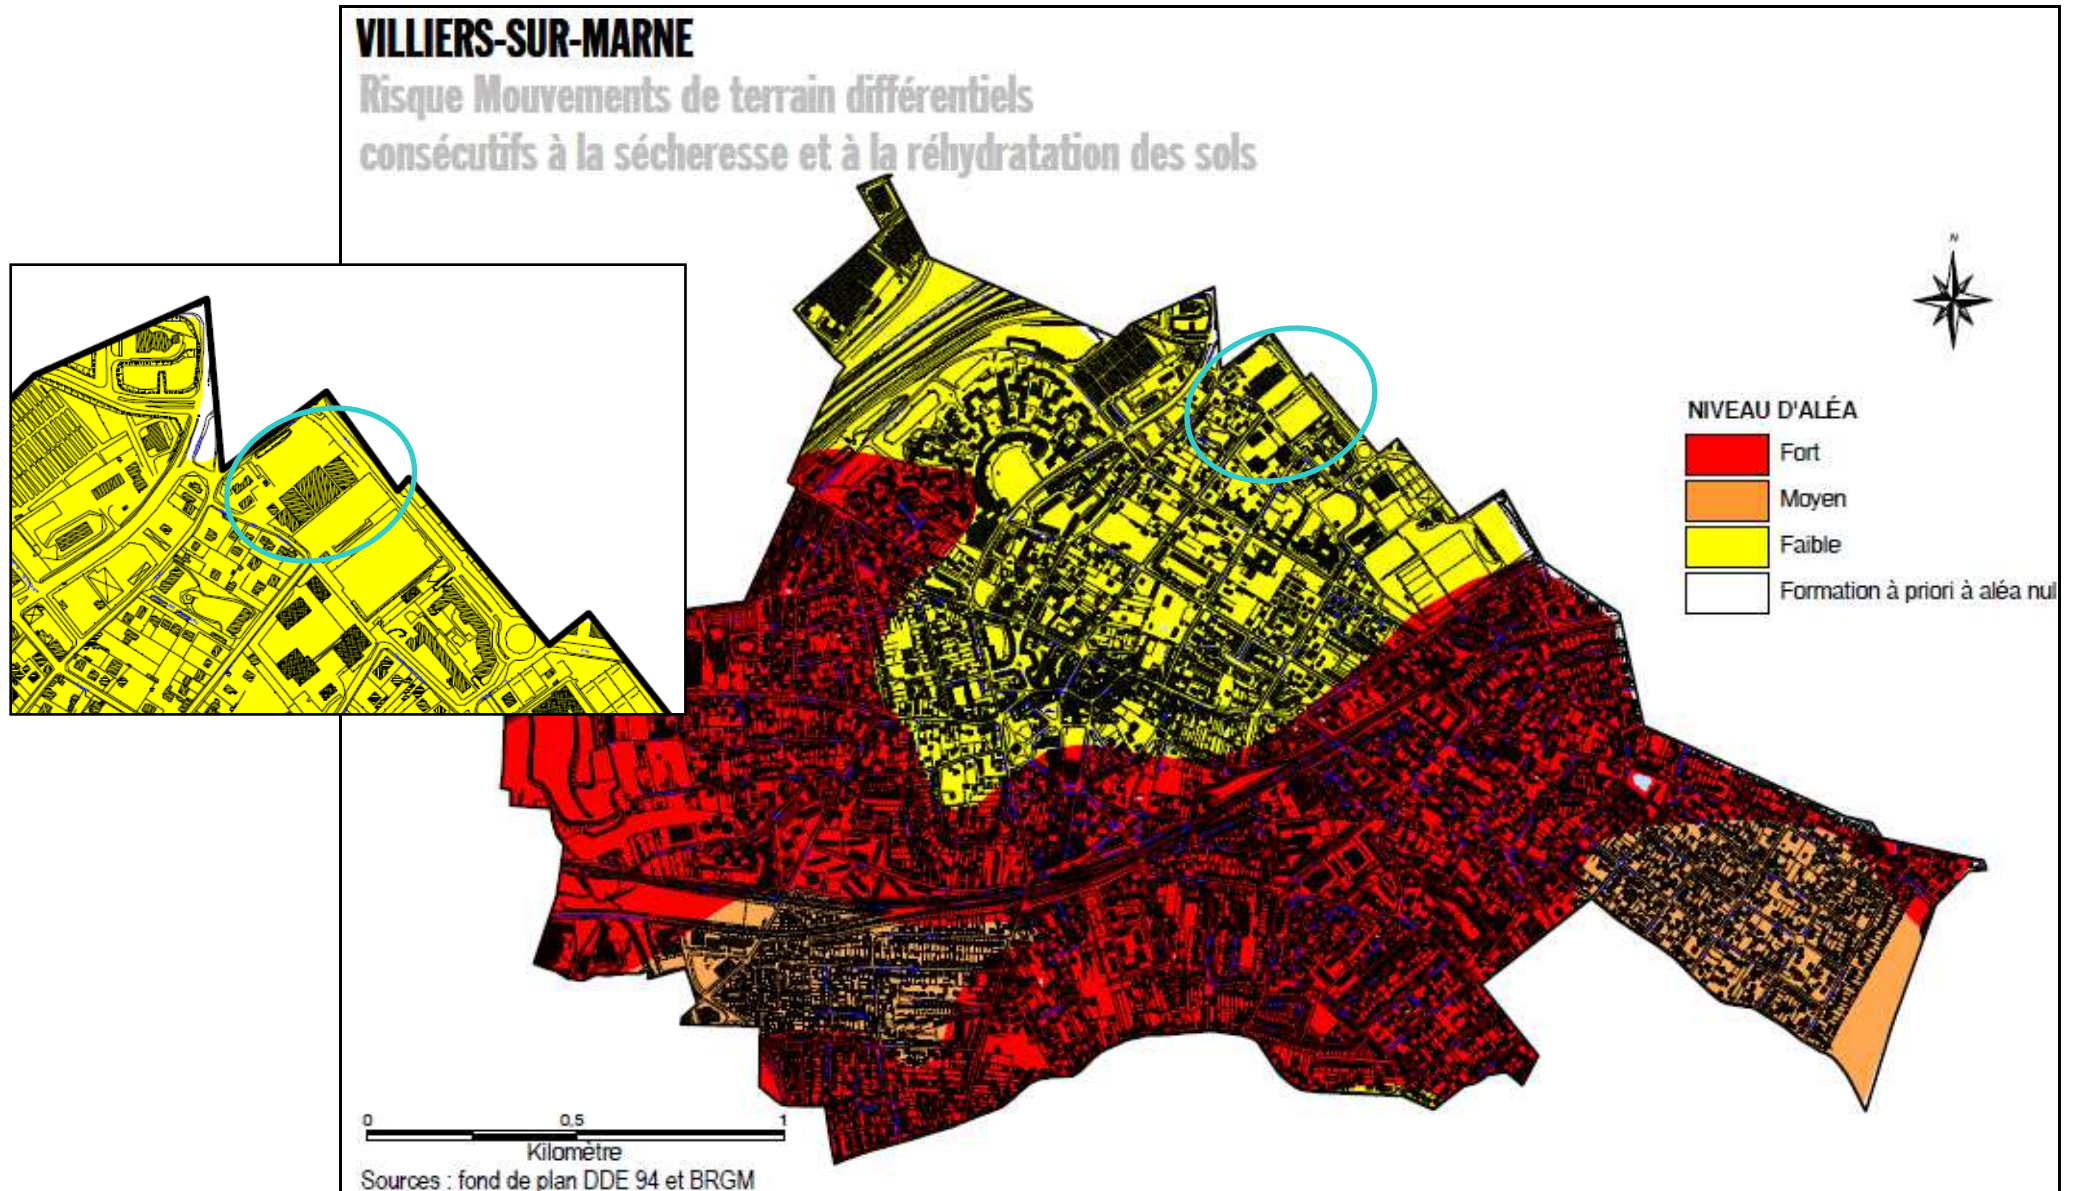 VILLIERS-SUR-MARNE
Risque Mouvements de terrain différentiels
consécutifs à la sécheresse et à la réhydratation des sols
N
NIVEAU D'ALÉA
Fort
Moyen
Faible
Formation à priori à aléa nul
0 0,5 1
Kilomètre
Sources : fond de plan DDE 94 et BRGM